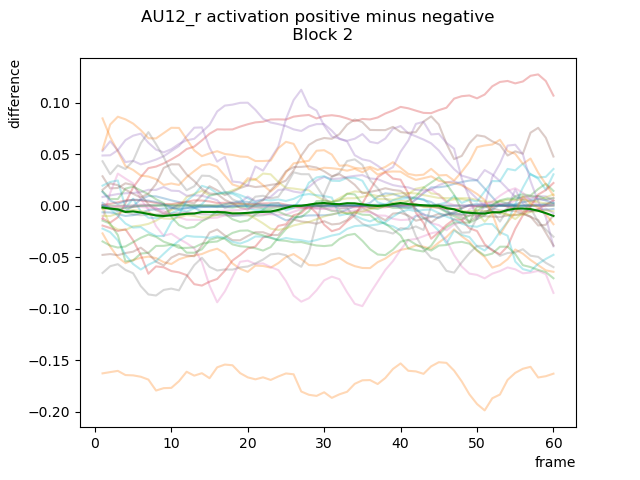 AU12_r activation positive minus negative
Block 2
difference
0.10
0.05
0.00
−0.05
−0.10
−0.15
−0.20
0 10 20 30 40 50 60
frame